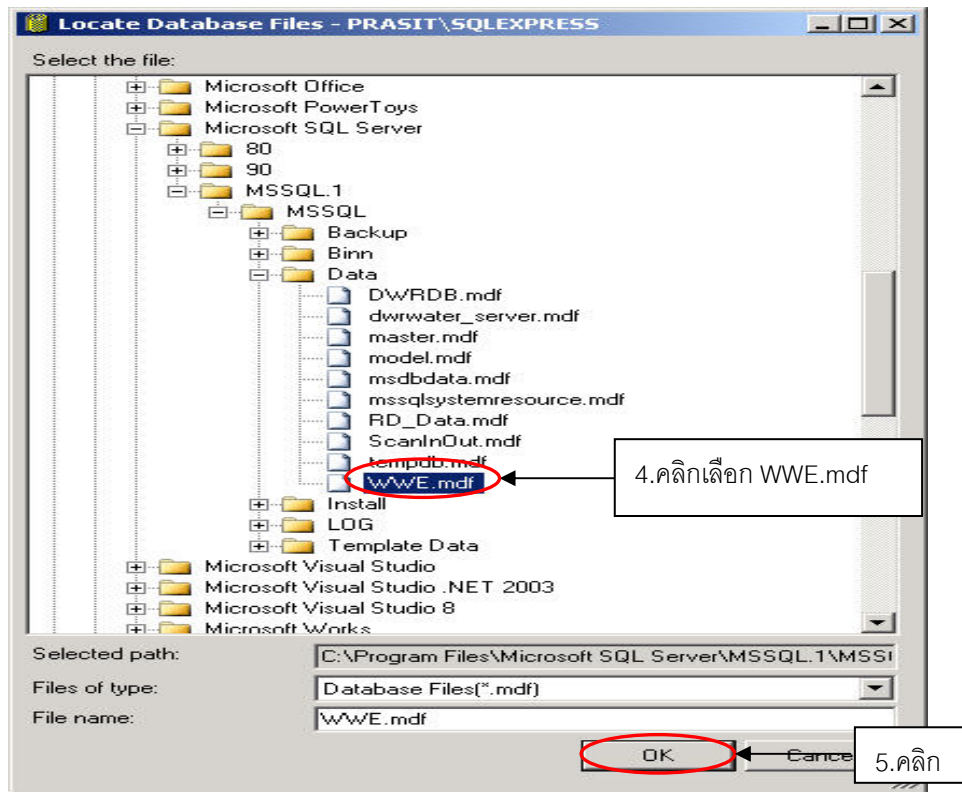 Locate Database Files - PRASIT\SQLEXPRESS
Select the file:
Microsoft Office
Microsoft PowerToys
Microsoft SQL Server
80
90
MSSQL.1
MSSQL
Backup
Binn
Data
DWRDB.mdf
dwrwater_server.mdf
master.mdf
model.mdf
msdbdata.mdf
mssqlsystemresource.mdf
RD_Data.mdf
ScanInOut.mdf
tempdb.mdf
WWE.mdf
4.คลิกเลือก WWE.mdf
Install
LOG
Template Data
Microsoft Visual Studio
Microsoft Visual Studio .NET 2003
Microsoft Visual Studio 8
Microsoft Works
Selected path: C:\Program Files\Microsoft SQL Server\MSSQL.1\MSS
Files of type: Database Files(*.mdf)
File name: WWE.mdf
OK Cance
5.คลิก